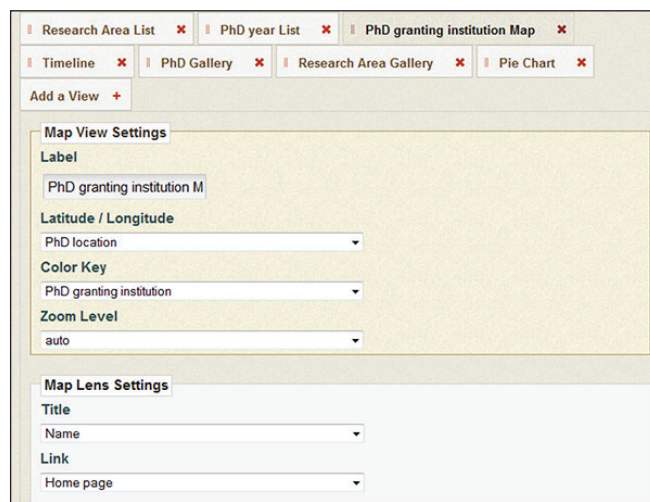 Research Area List ✖ PhD year List ✖ PhD granting institution Map ✖
Timeline ✖ PhD Gallery ✖ Research Area Gallery ✖ Pie Chart ✖
Add a View +
Map View Settings
Label
PhD granting institution M
Latitude / Longitude
PhD location
Color Key
PhD granting institution
Zoom Level
auto
Map Lens Settings
Title
Name
Link
Home page